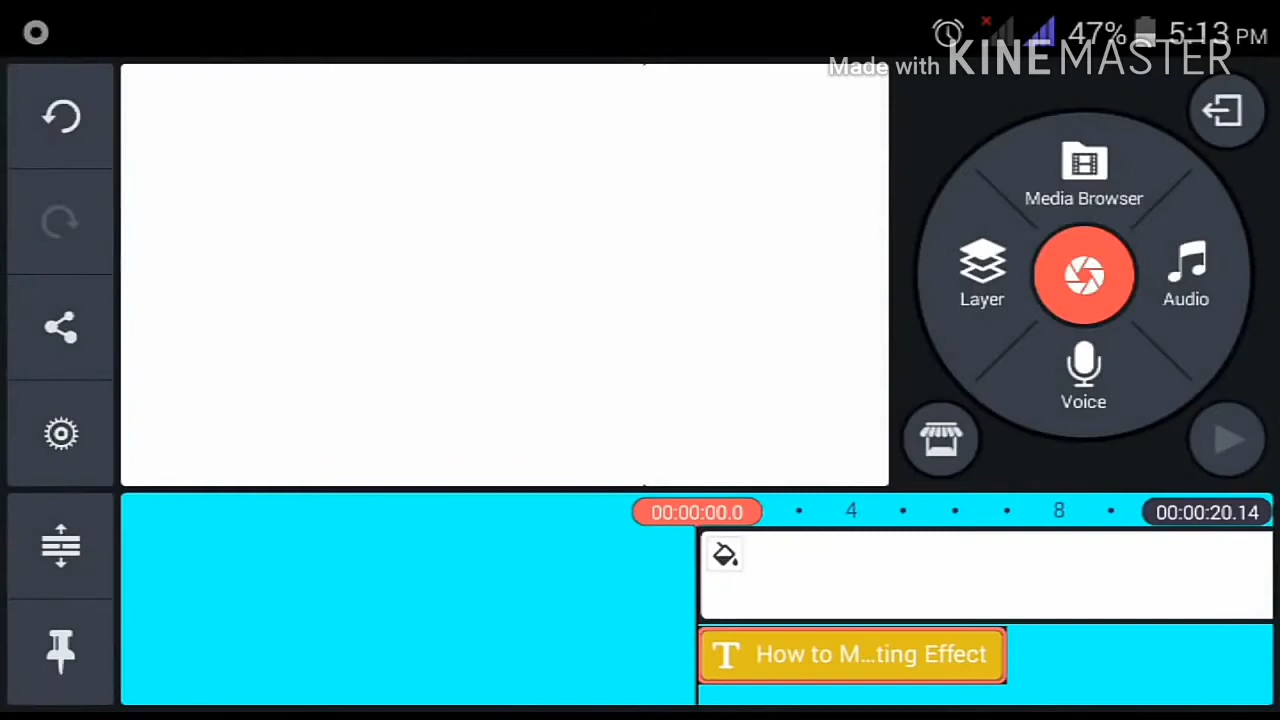 47% 5:13 PM
Made with KINEMASTER
Media Browser
Layer
Audio
Voice
00:00:00.0
4
8
00:00:20.14
T How to M...ting Effect